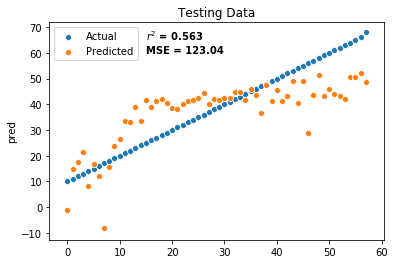 Testing Data
Actual
Predicted
r² = 0.563
MSE = 123.04
pred
70
60
50
40
30
20
10
0
−10
0 10 20 30 40 50 60